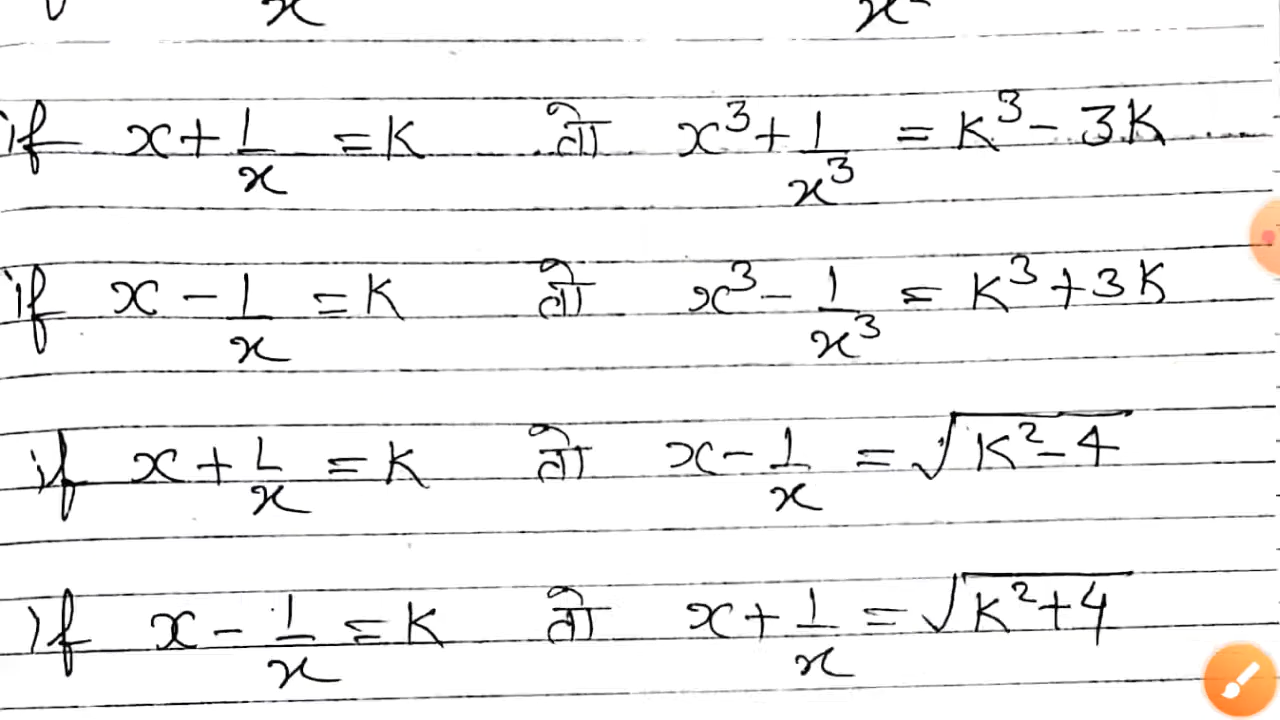 if x + 1/x = K तो x³ + 1/x³ = K³ - 3K
if x - 1/x = K तो x³ - 1/x³ = K³ + 3K
if x + 1/x = K तो x - 1/x = √(K² - 4)
if x - 1/x = K तो x + 1/x = √(K² + 4)